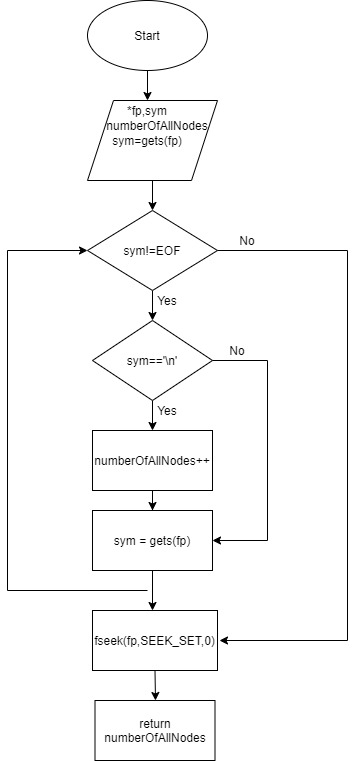 Start
*fp,sym
numberOfAllNodes
sym=gets(fp)
sym!=EOF
No
Yes
sym=='\n'
No
Yes
numberOfAllNodes++
sym = gets(fp)
fseek(fp,SEEK_SET,0)
return
numberOfAllNodes